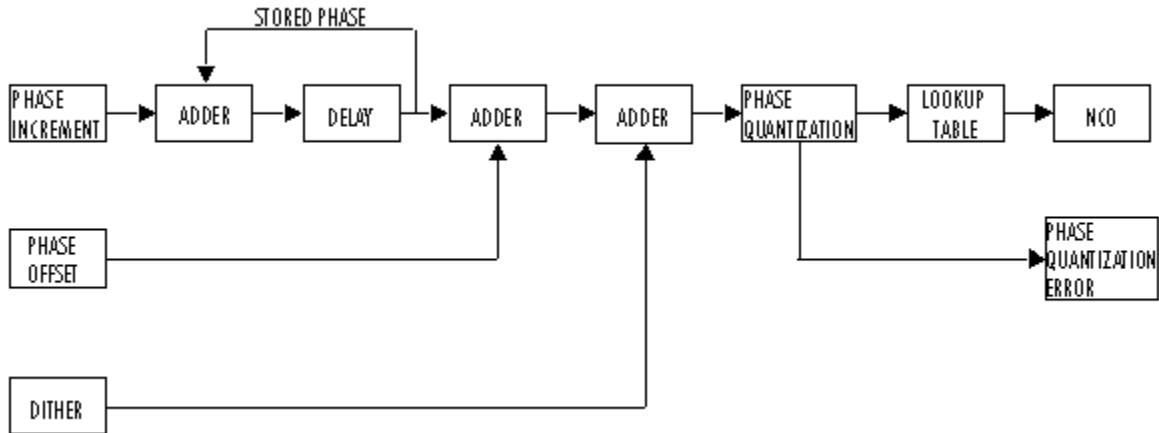 STORED PHASE
PHASE
INCREMENT
ADDER
DELAY
ADDER
ADDER
PHASE
QUANTIZATION
LOOKUP
TABLE
NCO
PHASE
OFFSET
PHASE
QUANTIZATION
ERROR
DITHER